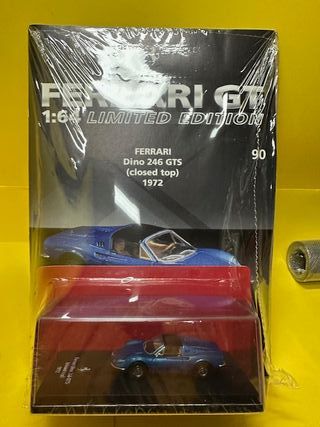 FERRARI GT
1:64 LIMITED EDITION
FERRARI
Dino 246 GTS
(closed top)
1972
90